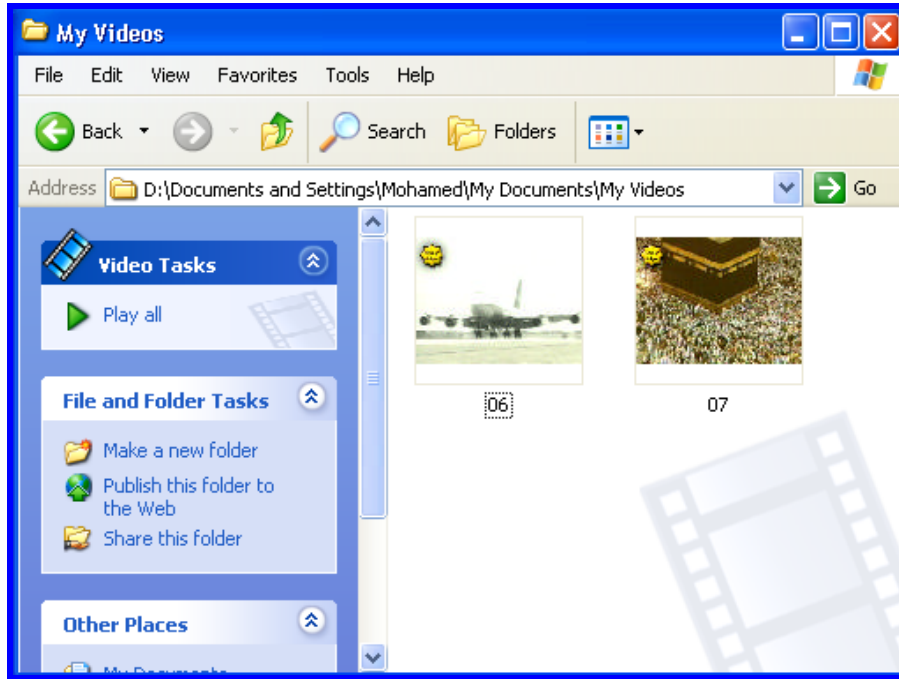 My Videos
File Edit View Favorites Tools Help
Back Search Folders
Address D:\Documents and Settings\Mohamed\My Documents\My Videos Go
Video Tasks
Play all
File and Folder Tasks
Make a new folder
Publish this folder to
the Web
Share this folder
Other Places
My Documents
06
07